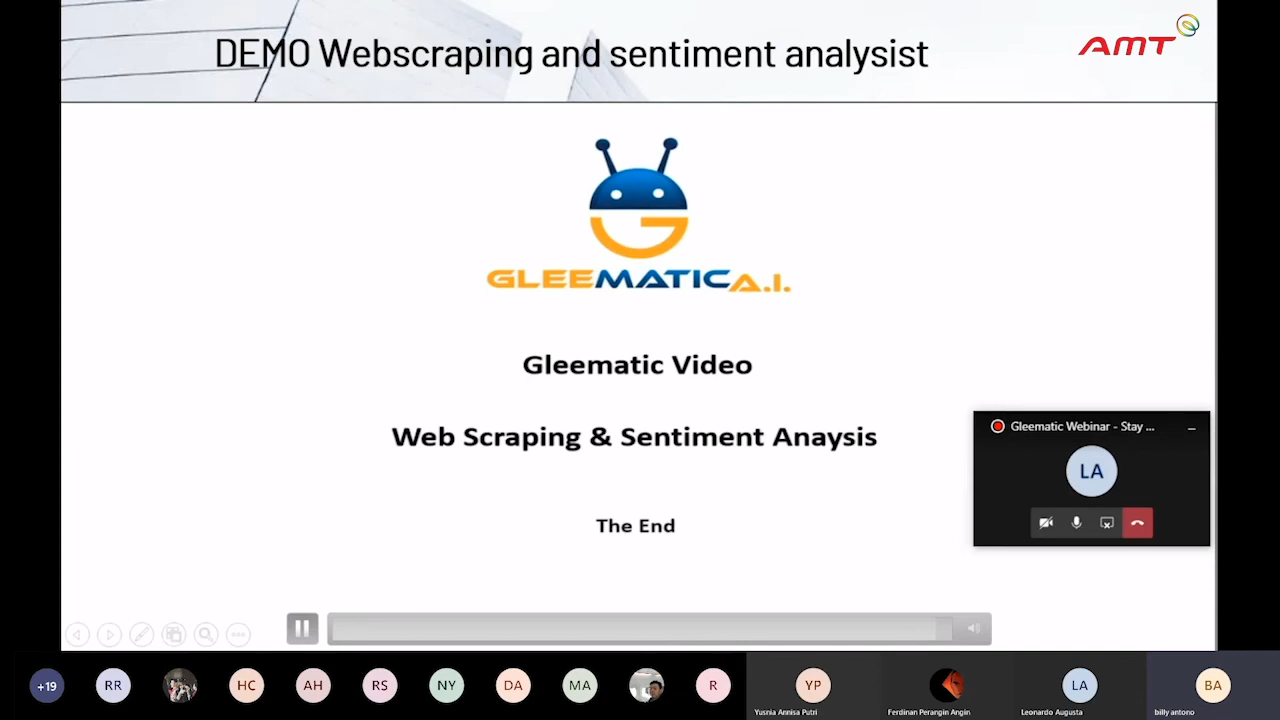 DEMO Webscraping and sentiment analysist
AMT
G
GLEEMATICA.I.
Gleematic Video
Web Scraping & Sentiment Anaysis
The End
Gleematic Webinar - Stay ...
LA
+19
RR
HC
AH
RS
NY
DA
MA
R
YP
LA
BA
Yusnia Annisa Putri
Ferdinan Perangin Angin
Leonardo Augusta
billy antono